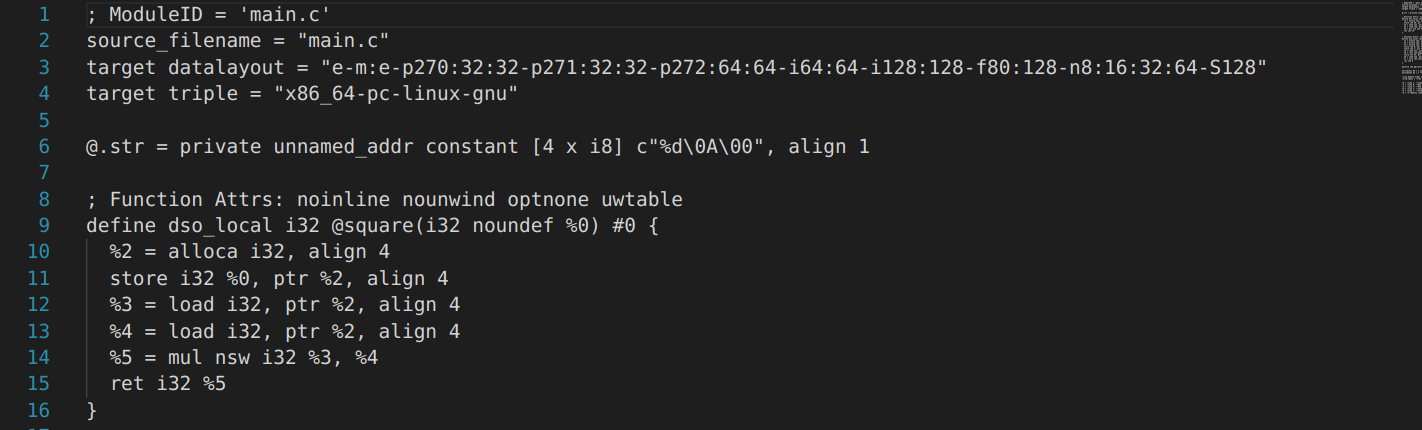 1 ; ModuleID = 'main.c'
2 source_filename = "main.c"
3 target datalayout = "e-m:e-p270:32:32-p271:32:32-p272:64:64-i64:64-i128:128-f80:128-n8:16:32:64-S128"
4 target triple = "x86_64-pc-linux-gnu"
5
6 @.str = private unnamed_addr constant [4 x i8] c"%d\0A\00", align 1
7
8 ; Function Attrs: noinline nounwind optnone uwtable
9 define dso_local i32 @square(i32 noundef %0) #0 {
10   %2 = alloca i32, align 4
11   store i32 %0, ptr %2, align 4
12   %3 = load i32, ptr %2, align 4
13   %4 = load i32, ptr %2, align 4
14   %5 = mul nsw i32 %3, %4
15   ret i32 %5
16 }